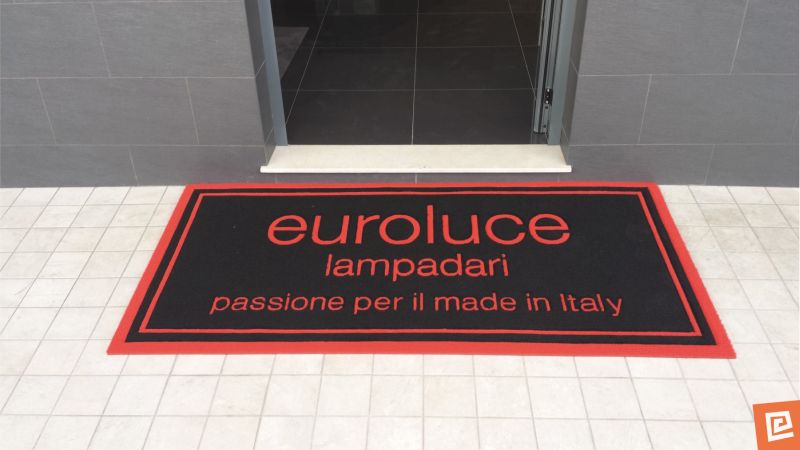 euroluce
lampadari
passione per il made in Italy